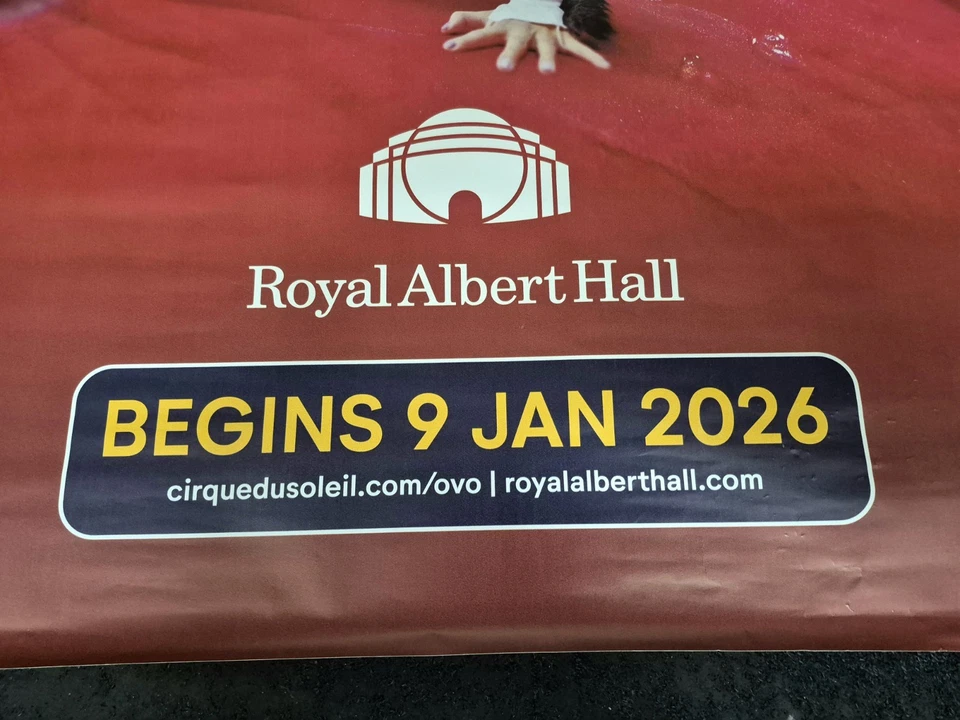 Royal Albert Hall
BEGINS 9 JAN 2026
cirquedusoleil.com/ovo | royalalberthall.com